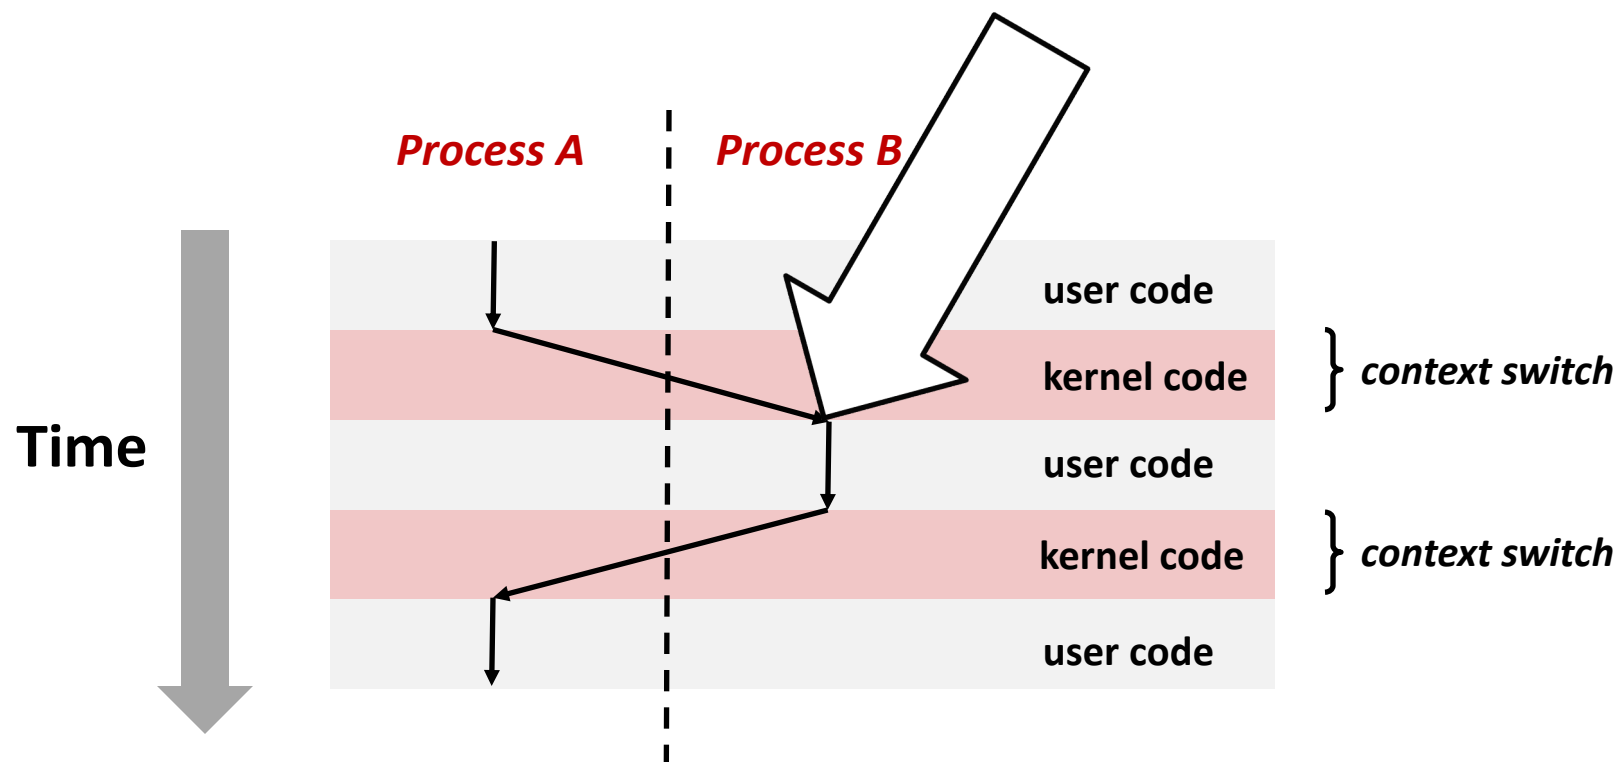 Process A
Process B
user code
kernel code
context switch
Time
user code
kernel code
context switch
user code